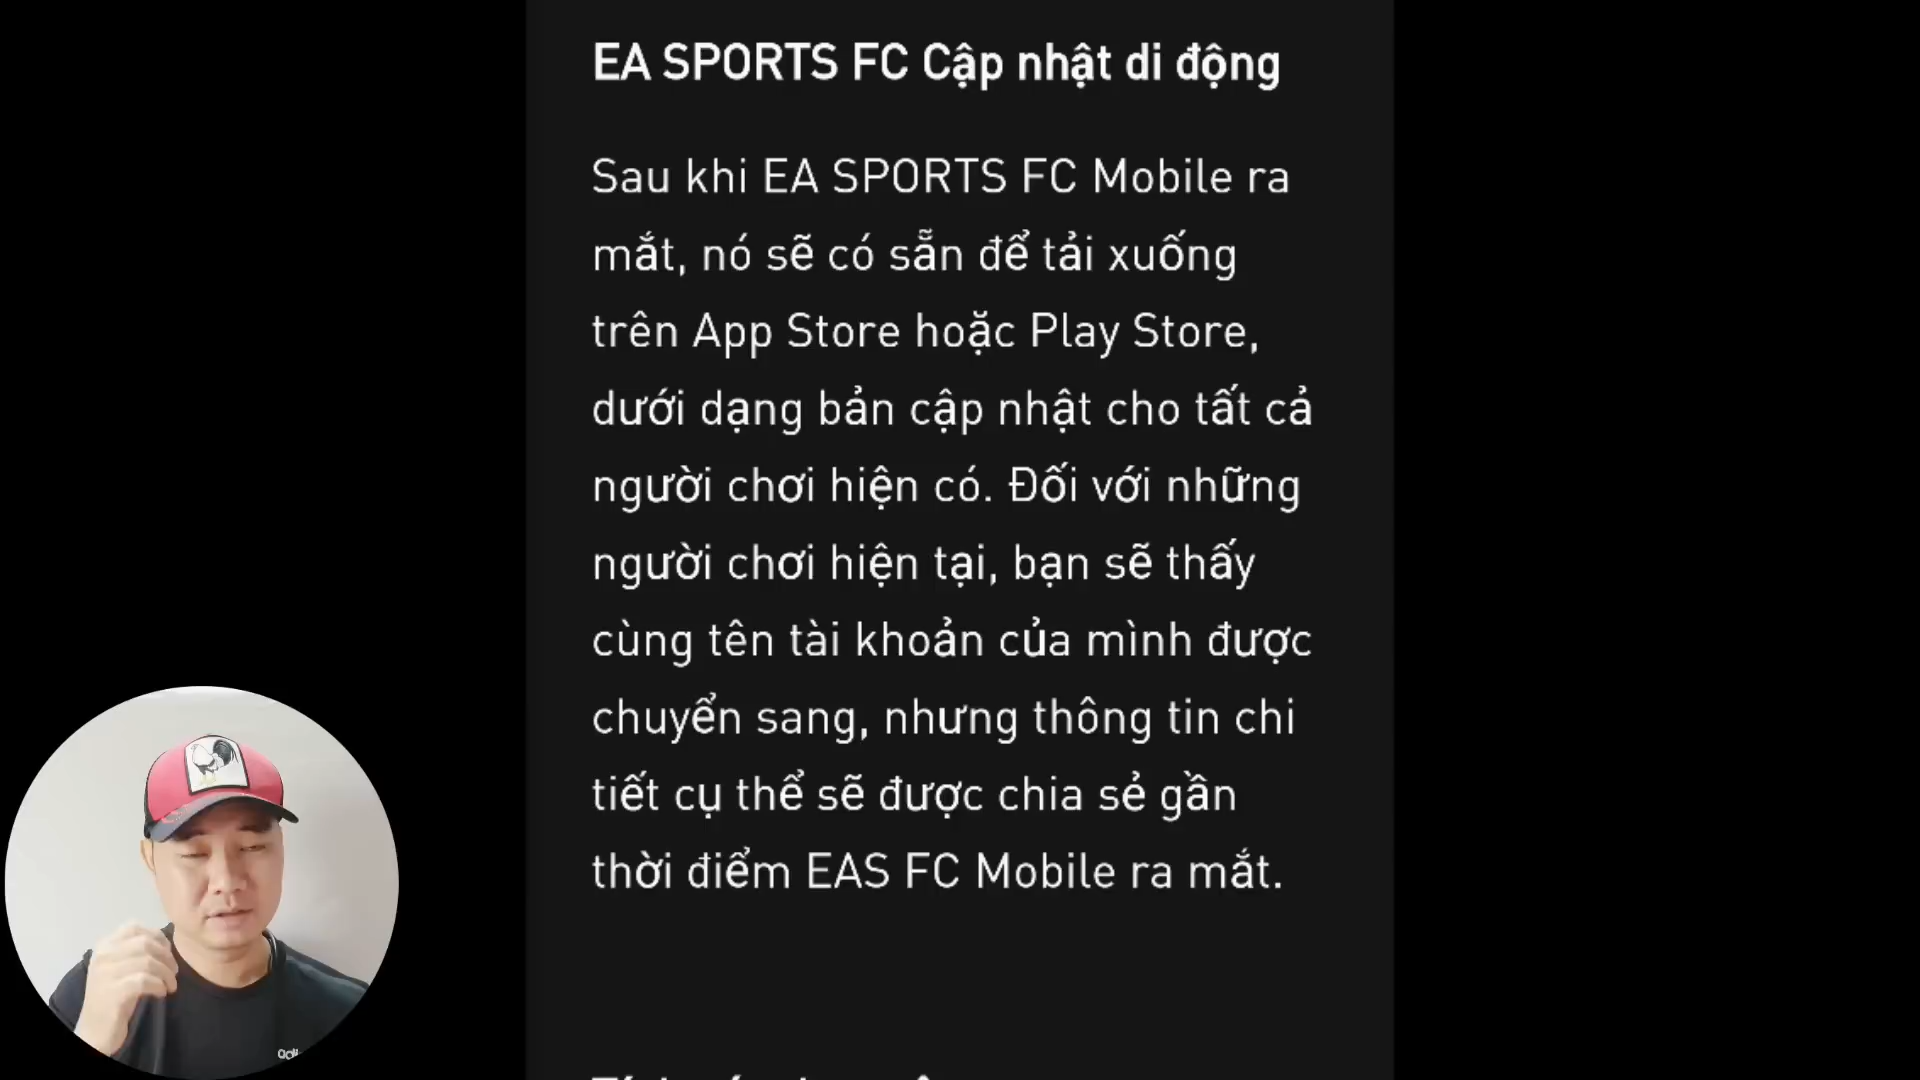 EA SPORTS FC Cập nhật di động
Sau khi EA SPORTS FC Mobile ra
mắt, nó sẽ có sẵn để tải xuống
trên App Store hoặc Play Store,
dưới dạng bản cập nhật cho tất cả
người chơi hiện có. Đối với những
người chơi hiện tại, bạn sẽ thấy
cùng tên tài khoản của mình được
chuyển sang, nhưng thông tin chi
tiết cụ thể sẽ được chia sẻ gần
thời điểm EAS FC Mobile ra mắt.